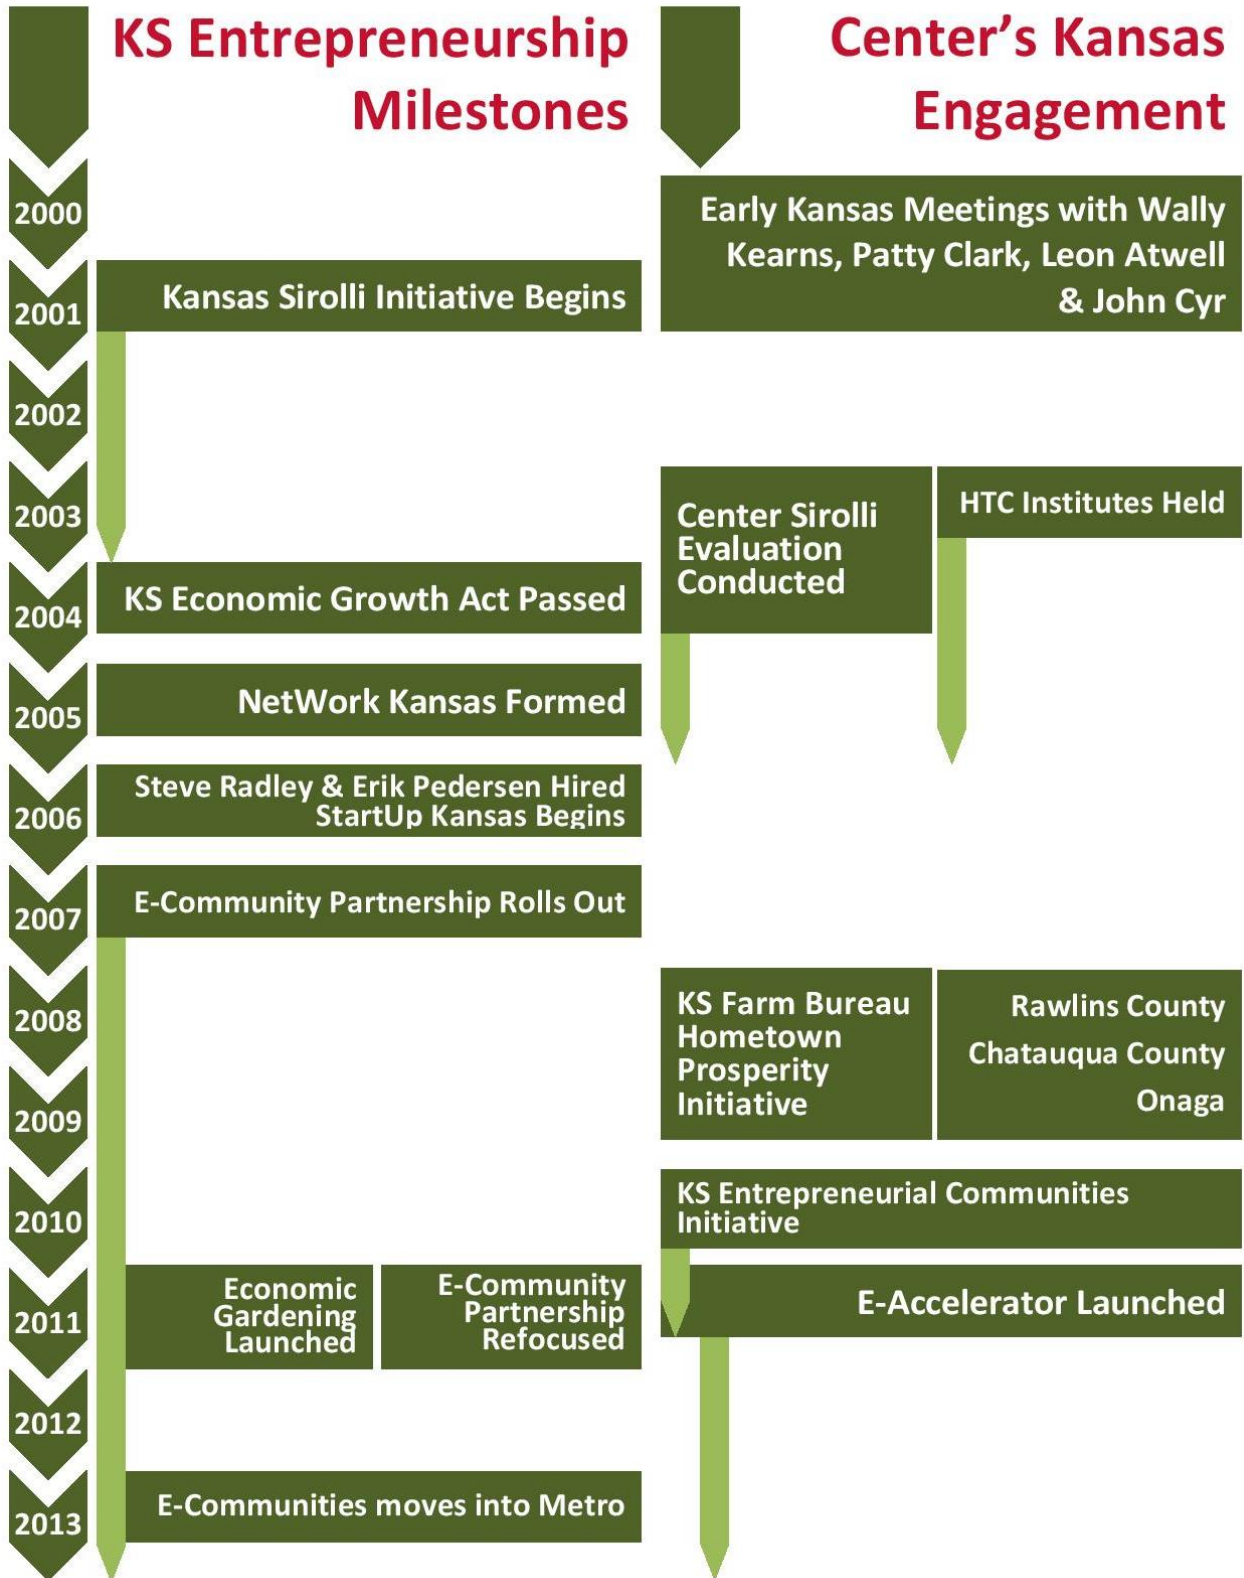 KS Entrepreneurship
Milestones
Center's Kansas
Engagement
2000
Early Kansas Meetings with Wally
Kearns, Patty Clark, Leon Atwell
& John Cyr
2001
Kansas Sirolli Initiative Begins
2002
2003
Center Sirolli
Evaluation
Conducted
HTC Institutes Held
2004
KS Economic Growth Act Passed
2005
NetWork Kansas Formed
2006
Steve Radley & Erik Pedersen Hired
StartUp Kansas Begins
2007
E-Community Partnership Rolls Out
2008
KS Farm Bureau
Hometown
Prosperity
Initiative
Rawlins County
Chatauqua County
Onaga
2009
2010
KS Entrepreneurial Communities
Initiative
2011
Economic
Gardening
Launched
E-Community
Partnership
Refocused
E-Accelerator Launched
2012
2013
E-Communities moves into Metro